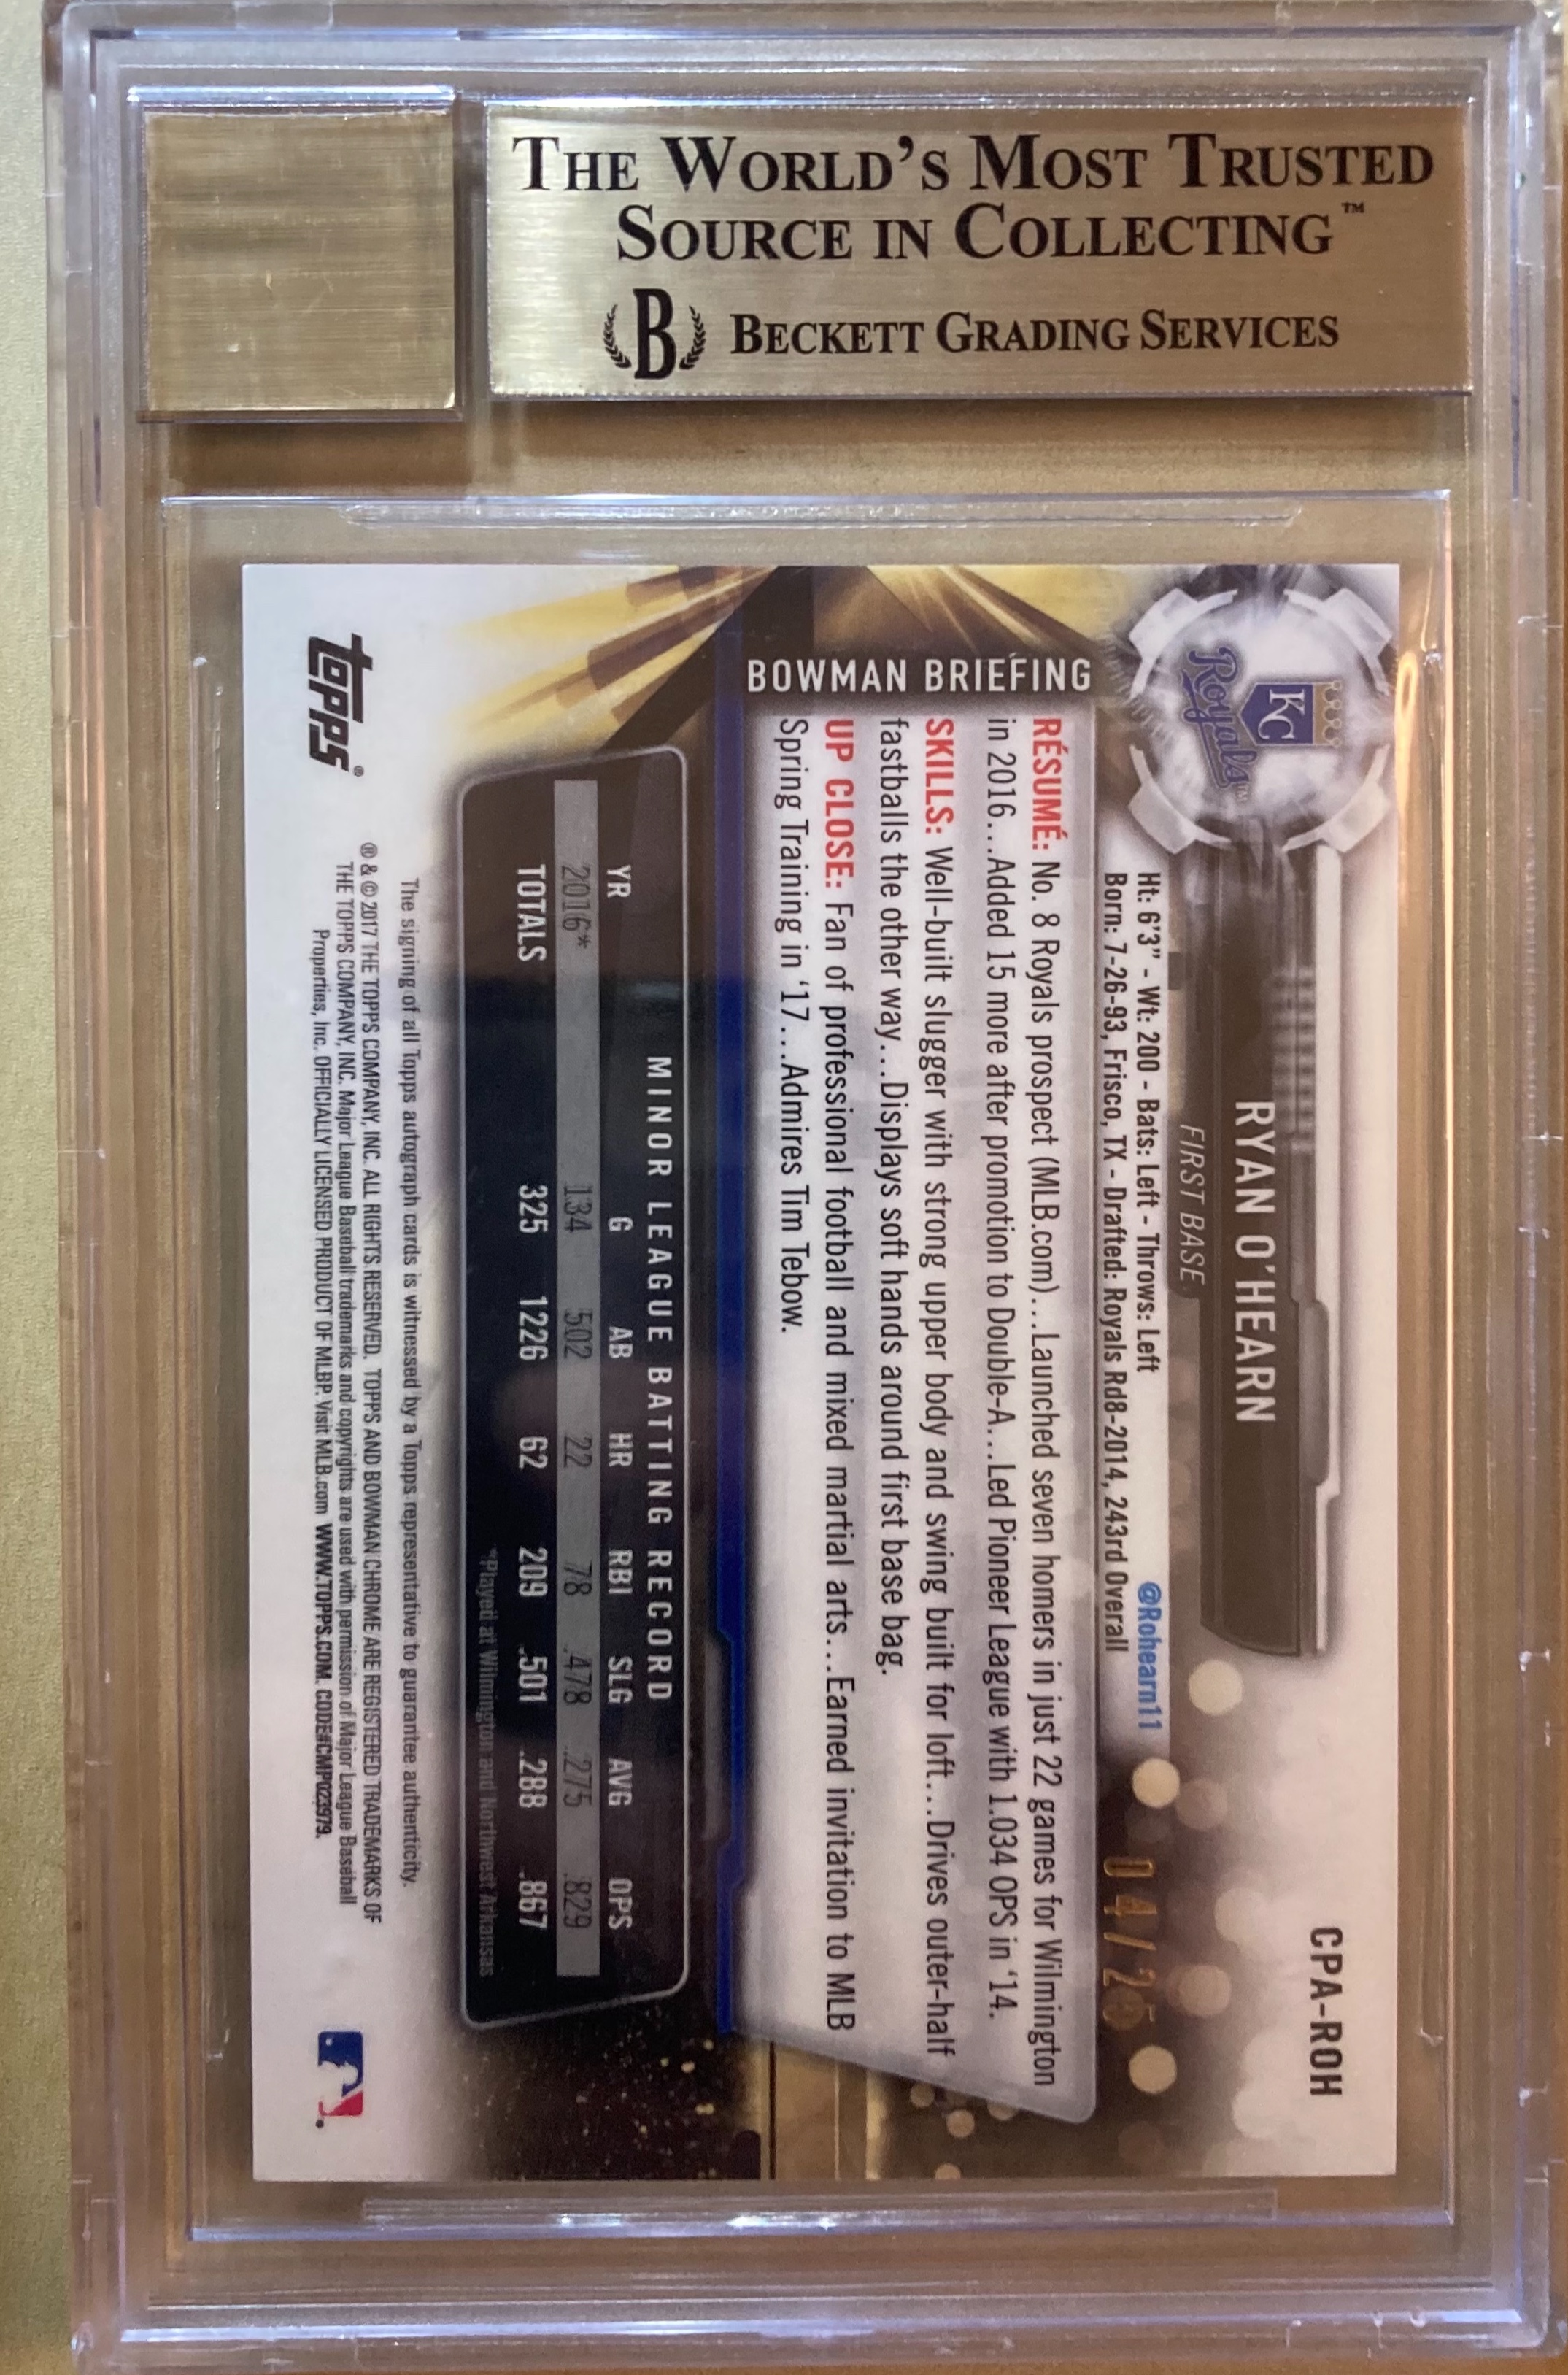 THE WORLD'S MOST TRUSTED
SOURCE IN COLLECTING™
B BECKETT GRADING SERVICES
CPA-ROH
KC
Royals™
RYAN O'HEARN
FIRST BASE
Ht: 6'3" - Wt: 200 - Bats: Left - Throws: Left @Rohearn11
Born: 7-26-93, Frisco, TX - Drafted: Royals Rd8-2014, 243rd Overall
04/25
BOWMAN BRIEFING
RÉSUMÉ: No. 8 Royals prospect (MLB.com)...Launched seven homers in just 22 games for Wilmington
in 2016...Added 15 more after promotion to Double-A...Led Pioneer League with 1.034 OPS in '14.
SKILLS: Well-built slugger with strong upper body and swing built for loft...Drives outer-half
fastballs the other way...Displays soft hands around first base bag.
UP CLOSE: Fan of professional football and mixed martial arts...Earned invitation to MLB
Spring Training in '17...Admires Tim Tebow.
MINOR LEAGUE BATTING RECORD
YR G AB HR RBI SLG AVG OPS
2016* 134 502 22 78 .478 .275 .829
TOTALS 325 1226 62 209 .501 .288 .867
*Played at Wilmington and Northwest Arkansas
The signing of all Topps autograph cards is witnessed by a Topps representative to guarantee authenticity.
topps®
® & © 2017 THE TOPPS COMPANY, INC. ALL RIGHTS RESERVED. TOPPS AND BOWMAN CHROME ARE REGISTERED TRADEMARKS OF
THE TOPPS COMPANY, INC. Major League Baseball trademarks and copyrights are used with permission of Major League Baseball
Properties, Inc. OFFICIALLY LICENSED PRODUCT OF MLBP. Visit MLB.com WWW.TOPPS.COM. CODE#CMP023979.